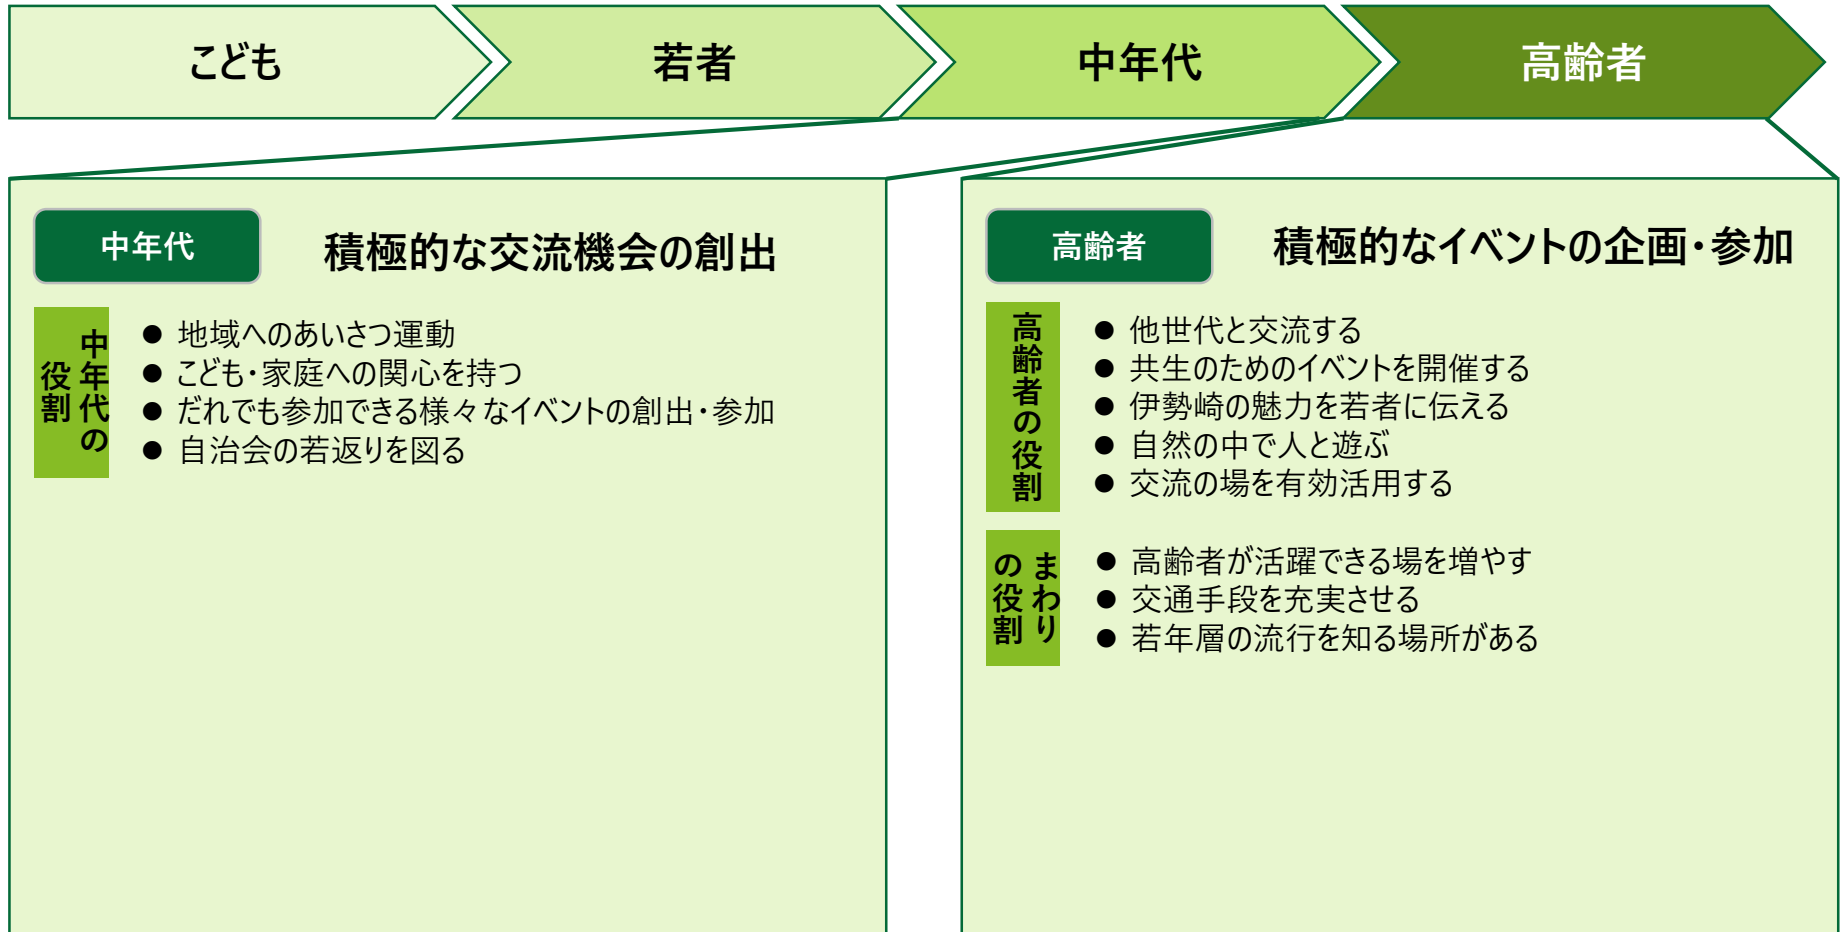 こども
若者
中年代
高齢者
中年代
積極的な交流機会の創出
中年代の
役割
● 地域へのあいさつ運動
● こども・家庭への関心を持つ
● だれでも参加できる様々なイベントの創出・参加
● 自治会の若返りを図る
高齢者
積極的なイベントの企画・参加
高齢者の役割
● 他世代と交流する
● 共生のためのイベントを開催する
● 伊勢崎の魅力を若者に伝える
● 自然の中で人と遊ぶ
● 交流の場を有効活用する
まわり
の役割
● 高齢者が活躍できる場を増やす
● 交通手段を充実させる
● 若年層の流行を知る場所がある